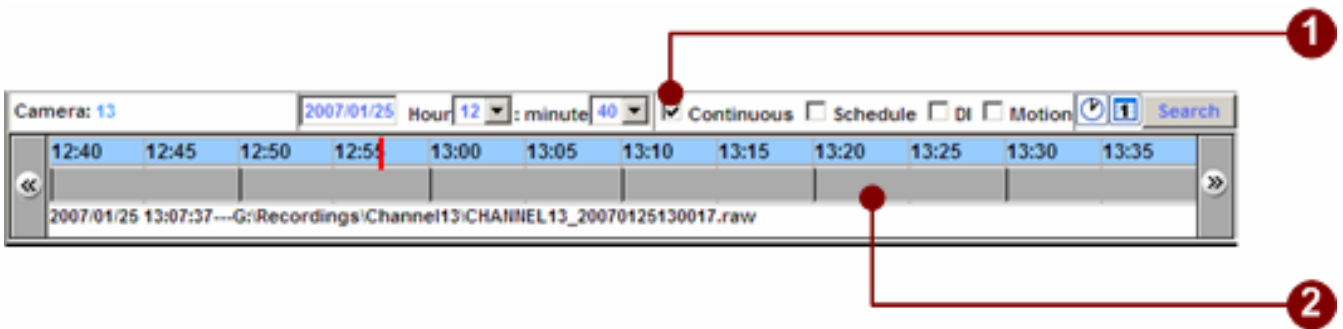 1
Camera: 13 2007/01/25 Hour 12 : minute 40 Continuous Schedule DI Motion 1 Search
12:40 12:45 12:50 12:55 13:00 13:05 13:10 13:15 13:20 13:25 13:30 13:35
« »
2007/01/25 13:07:37---G:\Recordings\Channel13\CHANNEL13_20070125130017.raw
2